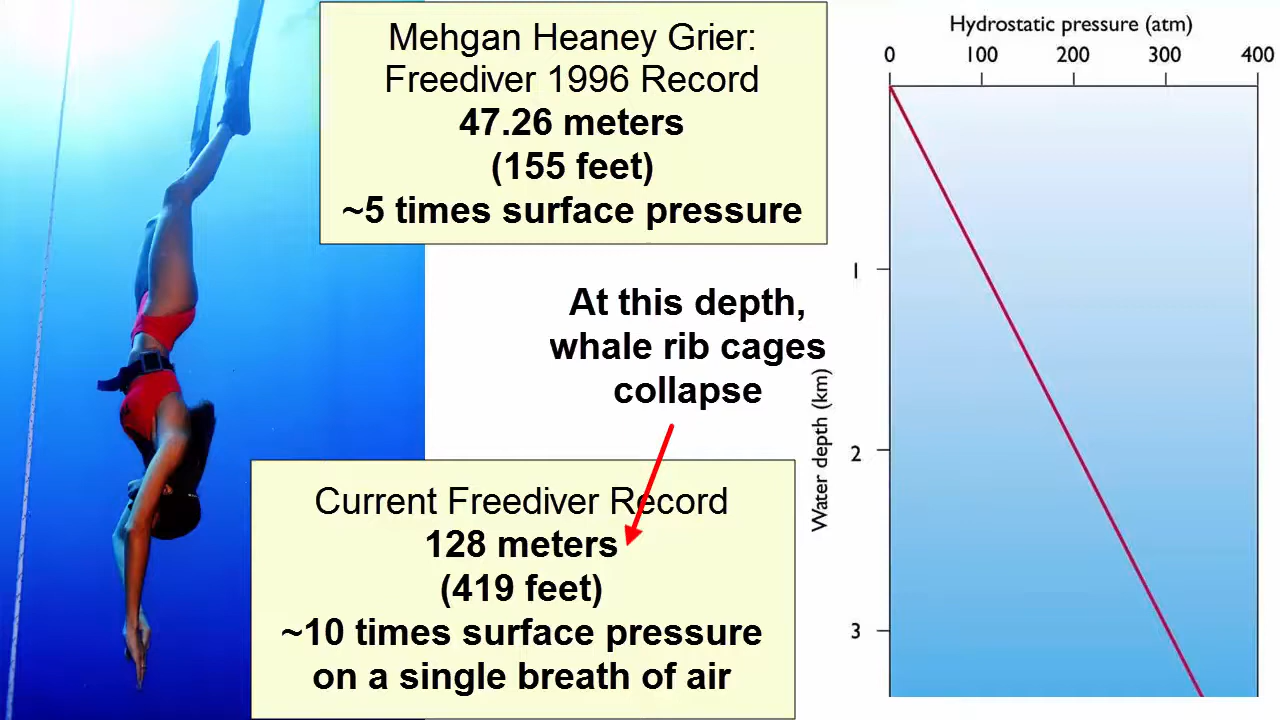 Mehgan Heaney Grier:
Freediver 1996 Record
47.26 meters
(155 feet)
~5 times surface pressure
At this depth,
whale rib cages
collapse
Current Freediver Record
128 meters
(419 feet)
~10 times surface pressure
on a single breath of air
Hydrostatic pressure (atm)
0 100 200 300 400
Water depth (km)
1
2
3